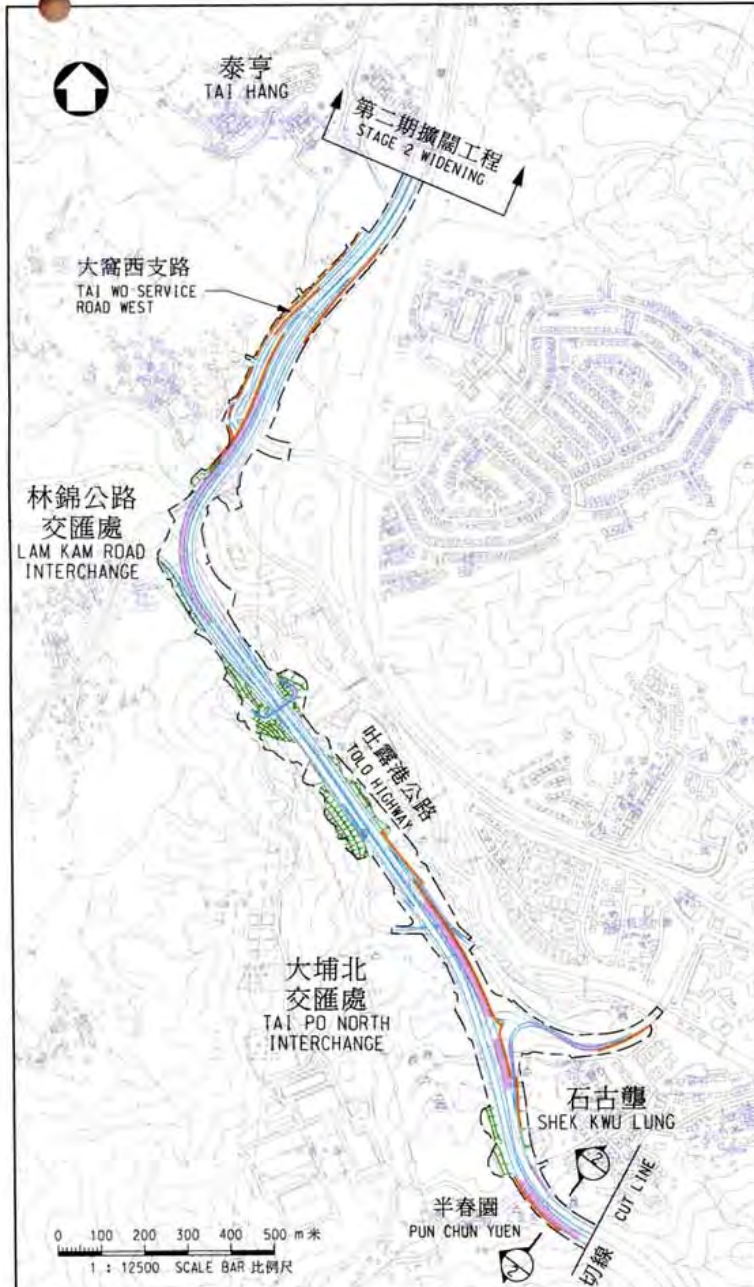 泰亨
TAI HANG
第二期擴闊工程
STAGE 2 WIDENING
大窩西支路
TAI WO SERVICE
ROAD WEST
林錦公路
交匯處
LAM KAM ROAD
INTERCHANGE
吐露港公路
TOLO HIGHWAY
大埔北
交匯處
TAI PO NORTH
INTERCHANGE
石古壟
SHEK KWU LUNG
半春園
PUN CHUN YUEN
切線
CUT LINE
0 100 200 300 400 500 m 米
1 : 12500 SCALE BAR 比例尺